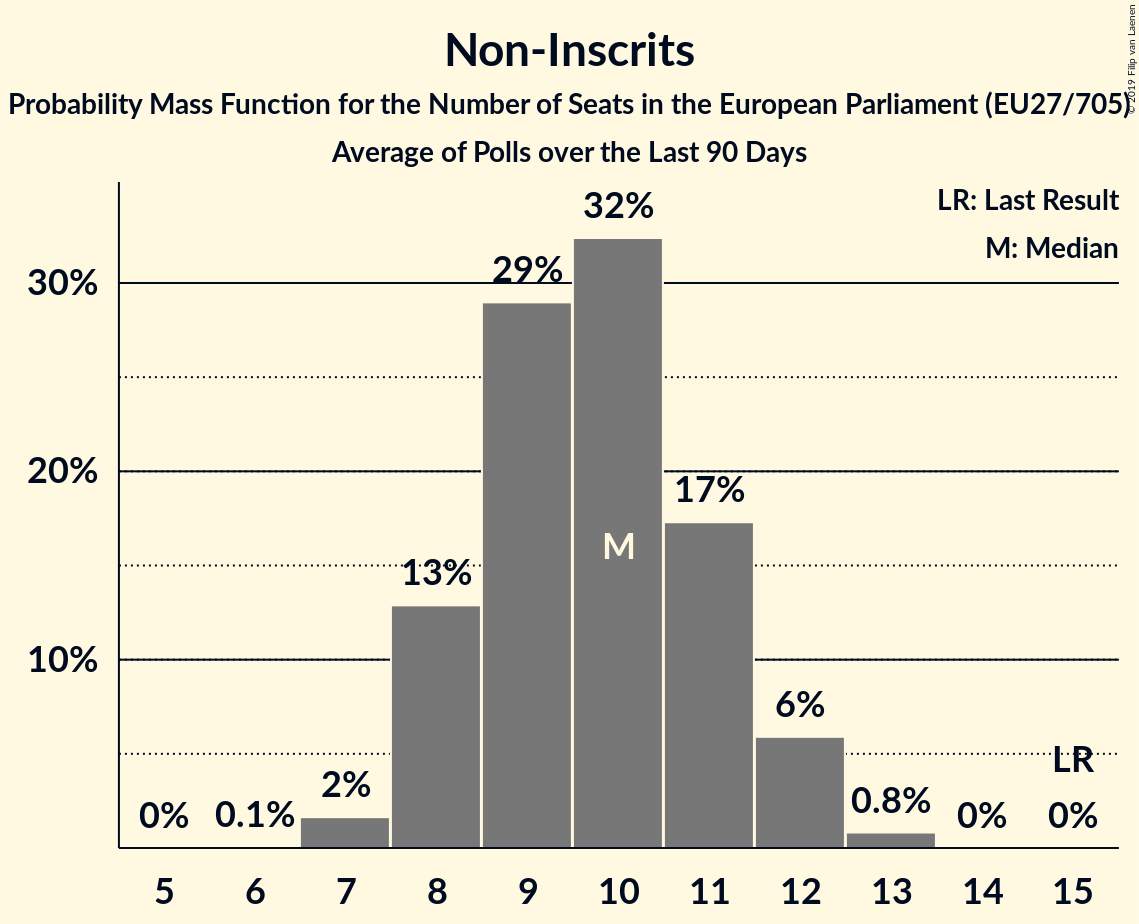 Non-Inscrits
Probability Mass Function for the Number of Seats in the European Parliament (EU27/705)
Average of Polls over the Last 90 Days
© 2019 Filip van Laenen
LR: Last Result
M: Median
32%
29%
30%
20%
17%
M
13%
10%
6%
LR
2%
0.8%
0%
0.1%
0%
0%
5 6 7 8 9 10 11 12 13 14 15